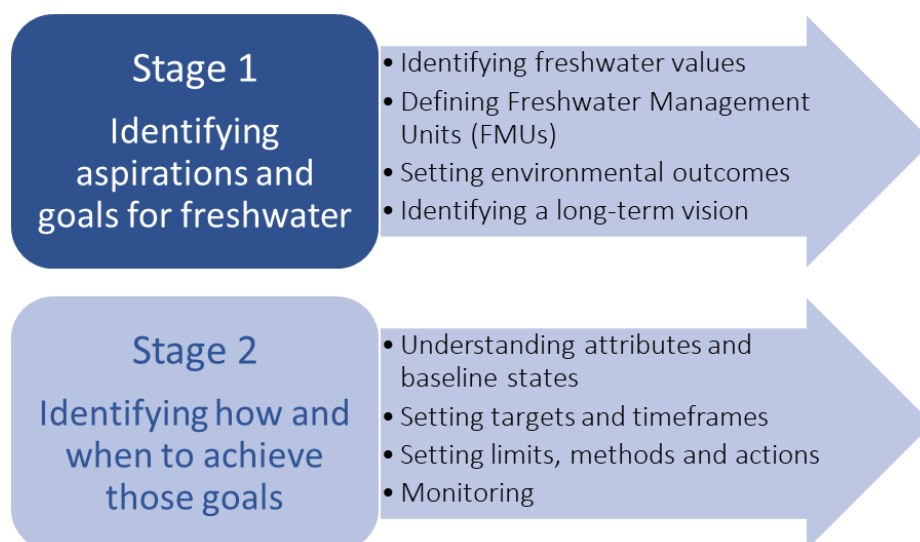 Stage 1
Identifying
aspirations and
goals for freshwater
• Identifying freshwater values
• Defining Freshwater Management
Units (FMUs)
• Setting environmental outcomes
• Identifying a long-term vision
Stage 2
Identifying how and
when to achieve
those goals
• Understanding attributes and
baseline states
• Setting targets and timeframes
• Setting limits, methods and actions
• Monitoring